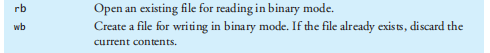 rb Open an existing file for reading in binary mode.
wb Create a file for writing in binary mode. If the file already exists, discard the
current contents.